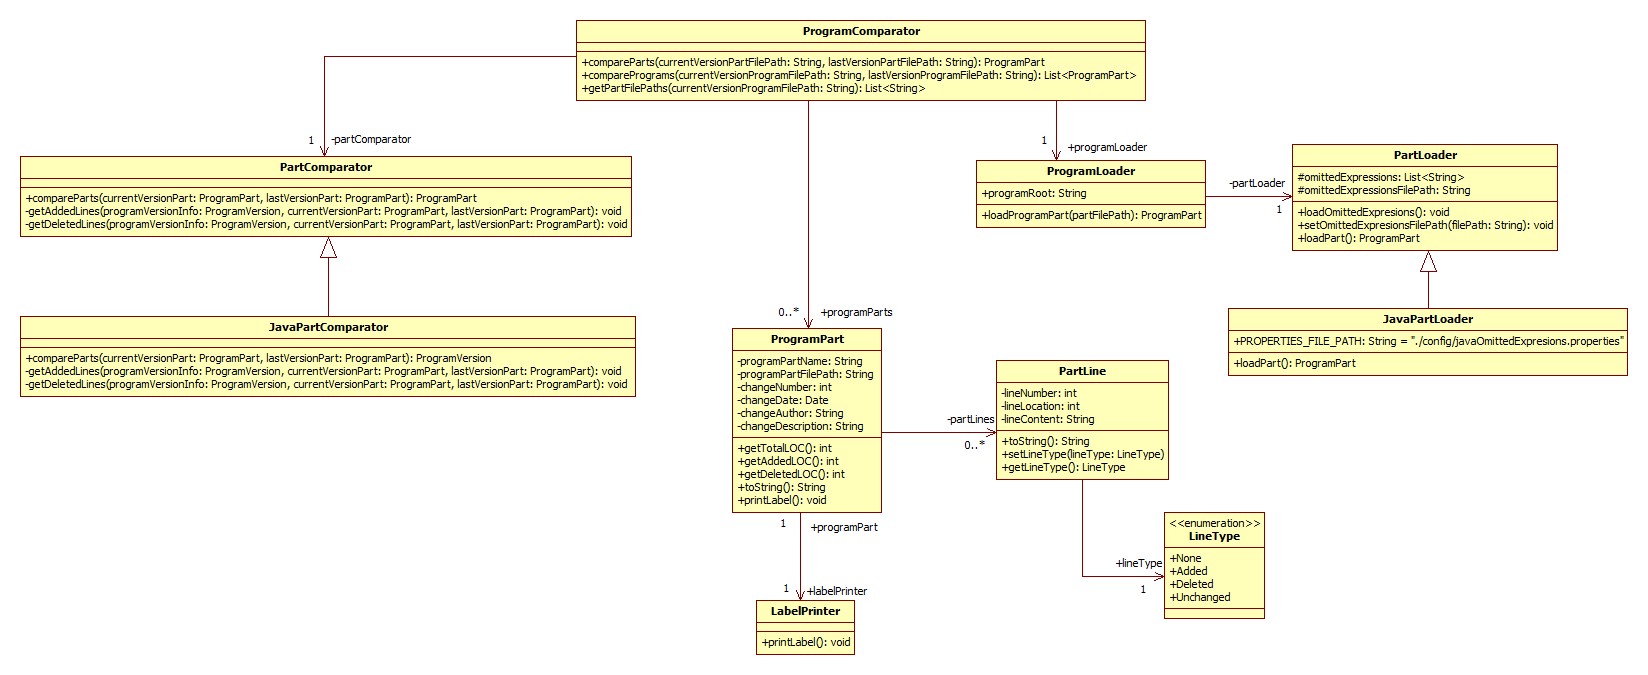 ProgramComparator
+compareParts(currentVersionPartFilePath: String, lastVersionPartFilePath: String): ProgramPart
+comparePrograms(currentVersionProgramFilePath: String, lastVersionProgramFilePath: String): List<ProgramPart>
+getPartFilePaths(currentVersionProgramFilePath: String): List<String>
1 -partComparator
1 +programLoader
PartComparator
+compareParts(currentVersionPart: ProgramPart, lastVersionPart: ProgramPart): ProgramPart
-getAddedLines(programVersionInfo: ProgramVersion, currentVersionPart: ProgramPart, lastVersionPart: ProgramPart): void
-getDeletedLines(programVersionInfo: ProgramVersion, currentVersionPart: ProgramPart, lastVersionPart: ProgramPart): void
ProgramLoader
+programRoot: String
+loadProgramPart(partFilePath): ProgramPart
-partLoader
1
PartLoader
#omittedExpressions: List<String>
#omittedExpressionsFilePath: String
+loadOmittedExpresions(): void
+setOmittedExpresionsFilePath(filePath: String): void
+loadPart(): ProgramPart
JavaPartComparator
+compareParts(currentVersionPart: ProgramPart, lastVersionPart: ProgramPart): ProgramVersion
-getAddedLines(programVersionInfo: ProgramVersion, currentVersionPart: ProgramPart, lastVersionPart: ProgramPart): void
-getDeletedLines(programVersionInfo: ProgramVersion, currentVersionPart: ProgramPart, lastVersionPart: ProgramPart): void
0..* +programParts
JavaPartLoader
+PROPERTIES_FILE_PATH: String = "./config/javaOmittedExpresions.properties"
+loadPart(): ProgramPart
ProgramPart
-programPartName: String
-programPartFilePath: String
-changeNumber: int
-changeDate: Date
-changeAuthor: String
-changeDescription: String
+getTotalLOC(): int
+getAddedLOC(): int
+getDeletedLOC(): int
+toString(): String
+printLabel(): void
-partLines
0..*
PartLine
-lineNumber: int
-lineLocation: int
-lineContent: String
+toString(): String
+setLineType(lineType: LineType)
+getLineType(): LineType
1 +programPart
1 +labelPrinter
+lineType
1
<<enumeration>>
LineType
+None
+Added
+Deleted
+Unchanged
LabelPrinter
+printLabel(): void